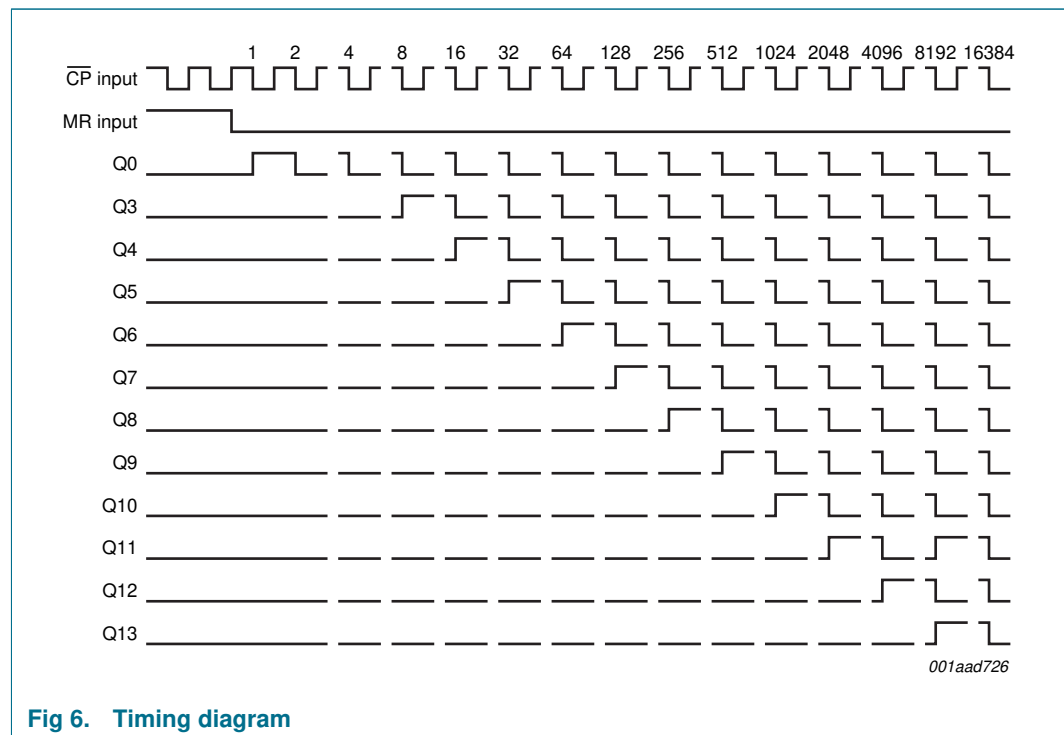 1 2 4 8 16 32 64 128 256 512 1024 2048 4096 8192 16384
CP input
MR input
Q0
Q3
Q4
Q5
Q6
Q7
Q8
Q9
Q10
Q11
Q12
Q13
001aad726
Fig 6. Timing diagram